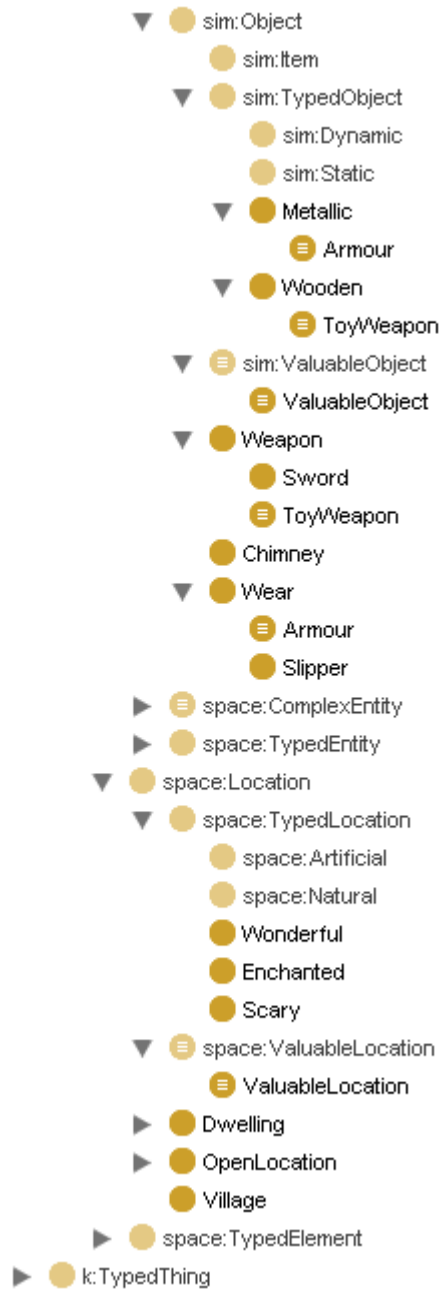 sim:Object
sim:Item
sim:TypedObject
sim:Dynamic
sim:Static
Metallic
Armour
Wooden
ToyWeapon
sim:ValuableObject
ValuableObject
Weapon
Sword
ToyWeapon
Chimney
Wear
Armour
Slipper
space:ComplexEntity
space:TypedEntity
space:Location
space:TypedLocation
space:Artificial
space:Natural
Wonderful
Enchanted
Scary
space:ValuableLocation
ValuableLocation
Dwelling
OpenLocation
Village
space:TypedElement
k:TypedThing